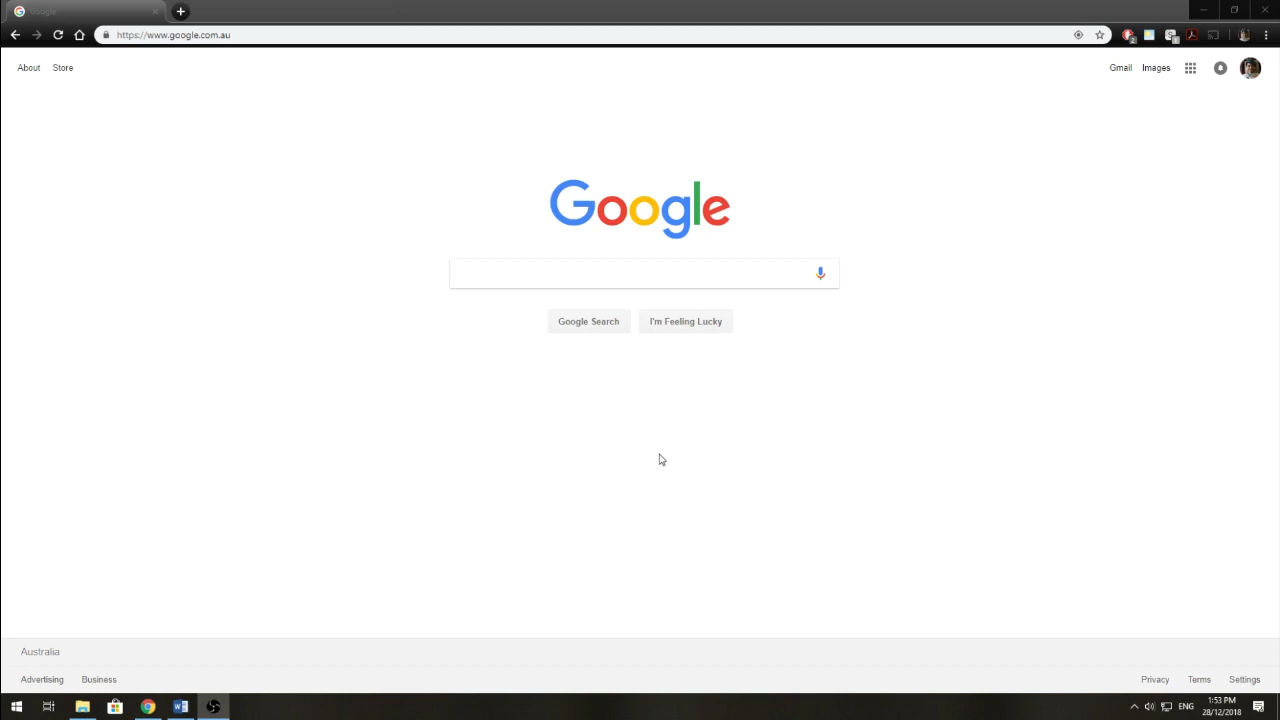 Google
https://www.google.com.au
About Store
Gmail Images
Google
Google Search I'm Feeling Lucky
Australia
Advertising Business
Privacy Terms Settings
ENG
1:53 PM
28/12/2018